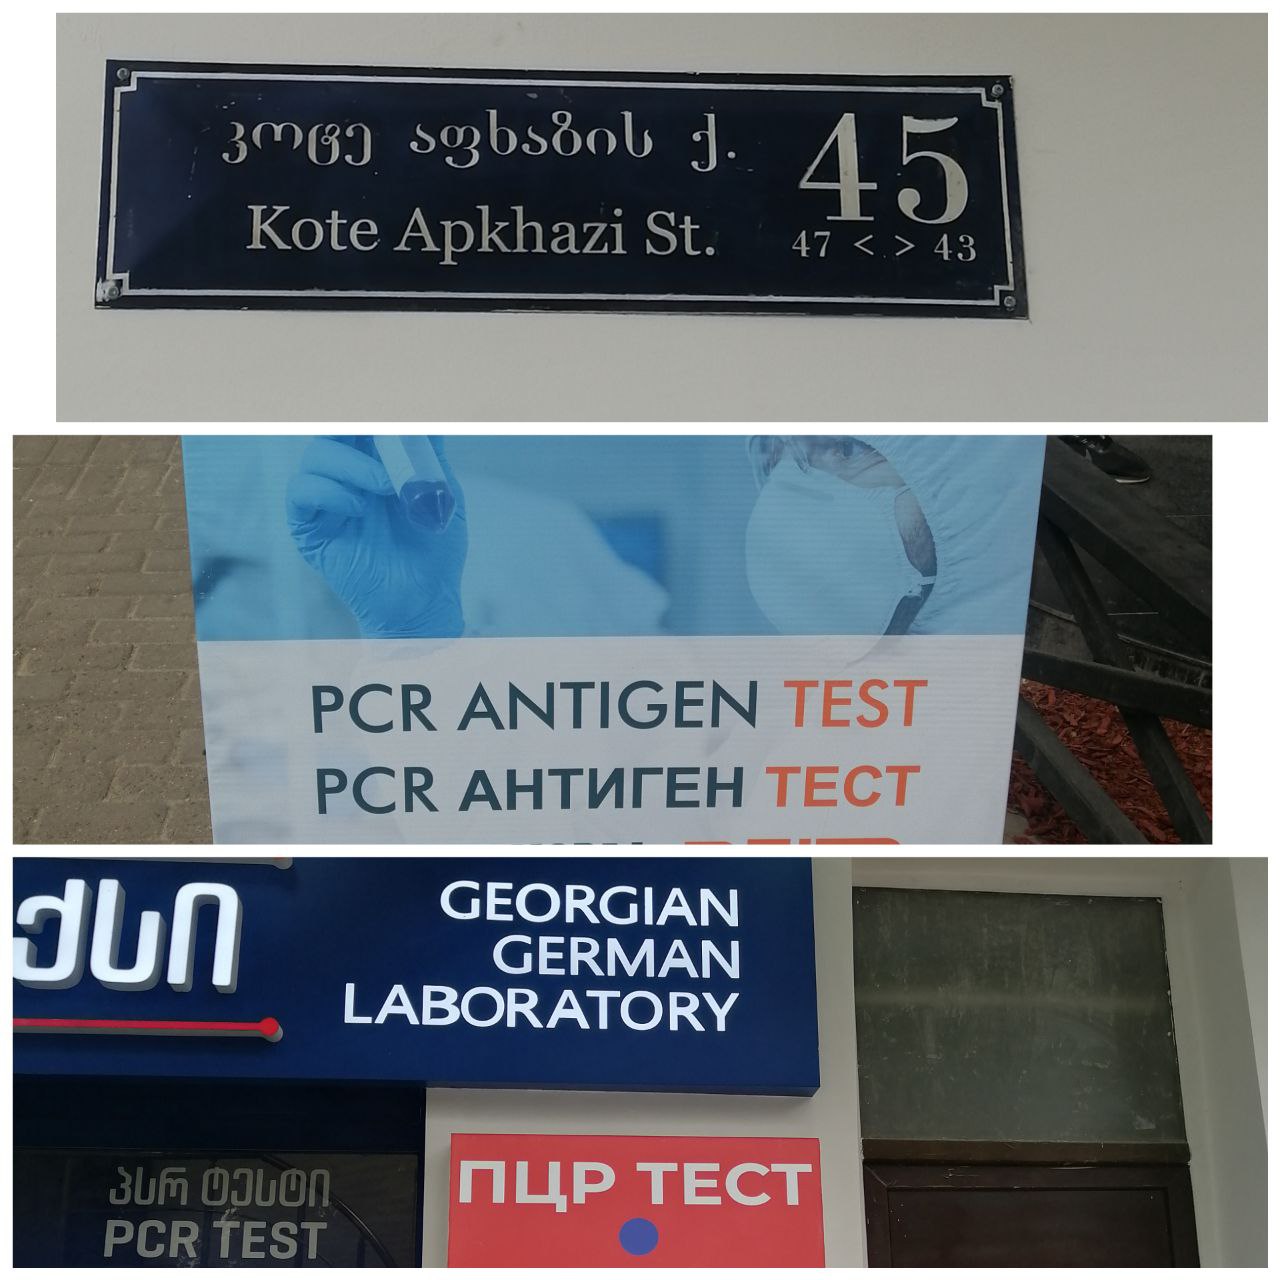 კოტე აფხაზის ქ.
Kote Apkhazi St.
45
47 < > 43
PCR ANTIGEN TEST
PCR АНТИГЕН ТЕСТ
ქსი
GEORGIAN
GERMAN
LABORATORY
პსრ ტესტი
PCR TEST
ПЦР ТЕСТ